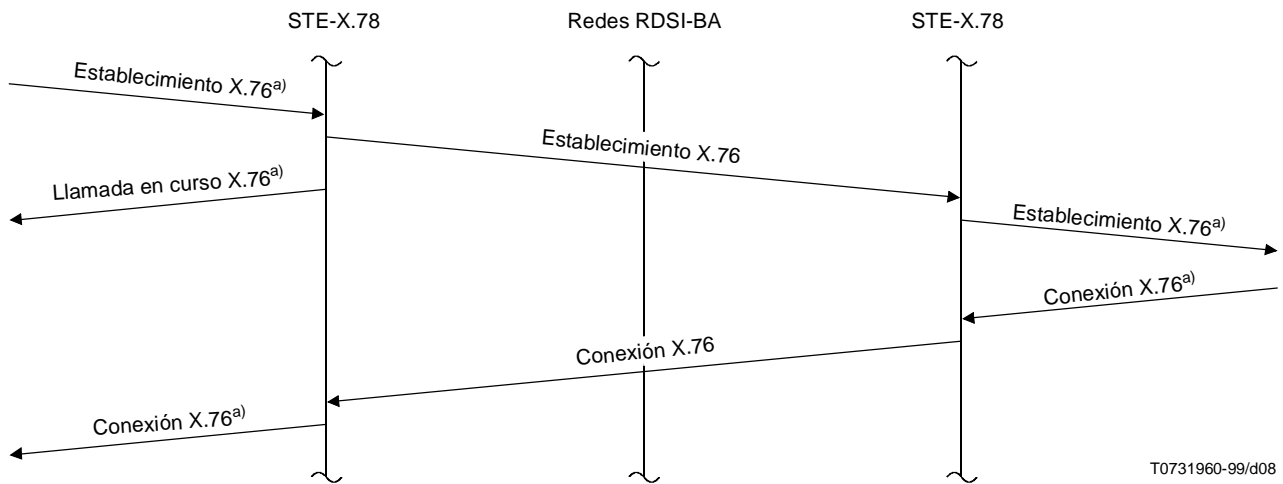 STE-X.78
Redes RDSI-BA
STE-X.78
Establecimiento X.76a)
Establecimiento X.76
Llamada en curso X.76a)
Establecimiento X.76a)
Conexión X.76a)
Conexión X.76
Conexión X.76a)
T0731960-99/d08